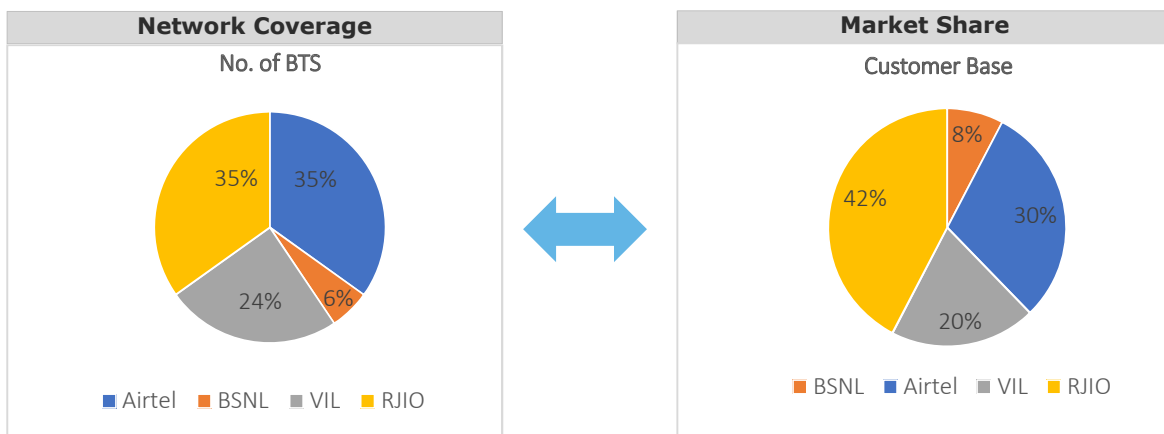 Network Coverage
No. of BTS
35%
35%
24%
6%
Airtel BSNL VIL RJIO
Market Share
Customer Base
8%
42%
30%
20%
BSNL Airtel VIL RJIO